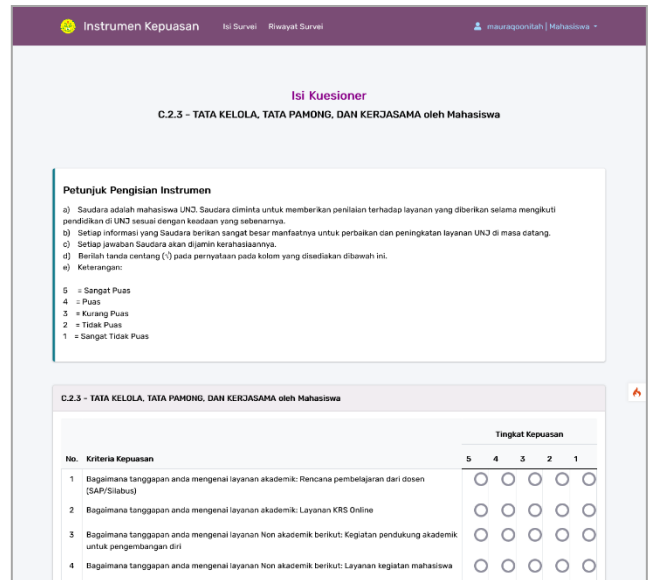 Instrumen Kepuasan Isi Survei Riwayat Survei mauraqoonitah | Mahasiswa
Isi Kuesioner
C.2.3 - TATA KELOLA, TATA PAMONG, DAN KERJASAMA oleh Mahasiswa
Petunjuk Pengisian Instrumen
a) Saudara adalah mahasiswa UNJ. Saudara diminta untuk memberikan penilaian terhadap layanan yang diberikan selama mengikuti
pendidikan di UNJ sesuai dengan keadaan yang sebenarnya.
b) Setiap informasi yang Saudara berikan sangat besar manfaatnya untuk perbaikan dan peningkatan layanan UNJ di masa datang.
c) Setiap jawaban Saudara akan dijamin kerahasiaannya.
d) Berilah tanda centang (√) pada pernyataan pada kolom yang disediakan dibawah ini.
e) Keterangan:
5 = Sangat Puas
4 = Puas
3 = Kurang Puas
2 = Tidak Puas
1 = Sangat Tidak Puas
C.2.3 - TATA KELOLA, TATA PAMONG, DAN KERJASAMA oleh Mahasiswa
Tingkat Kepuasan
No. Kriteria Kepuasan 5 4 3 2 1
1 Bagaimana tanggapan anda mengenai layanan akademik: Rencana pembelajaran dari dosen
(SAP/Silabus)
2 Bagaimana tanggapan anda mengenai layanan akademik: Layanan KRS Online
3 Bagaimana tanggapan anda mengenai layanan Non akademik berikut: Kegiatan pendukung akademik
untuk pengembangan diri
4 Bagaimana tanggapan anda mengenai layanan Non akademik berikut: Layanan kegiatan mahasiswa